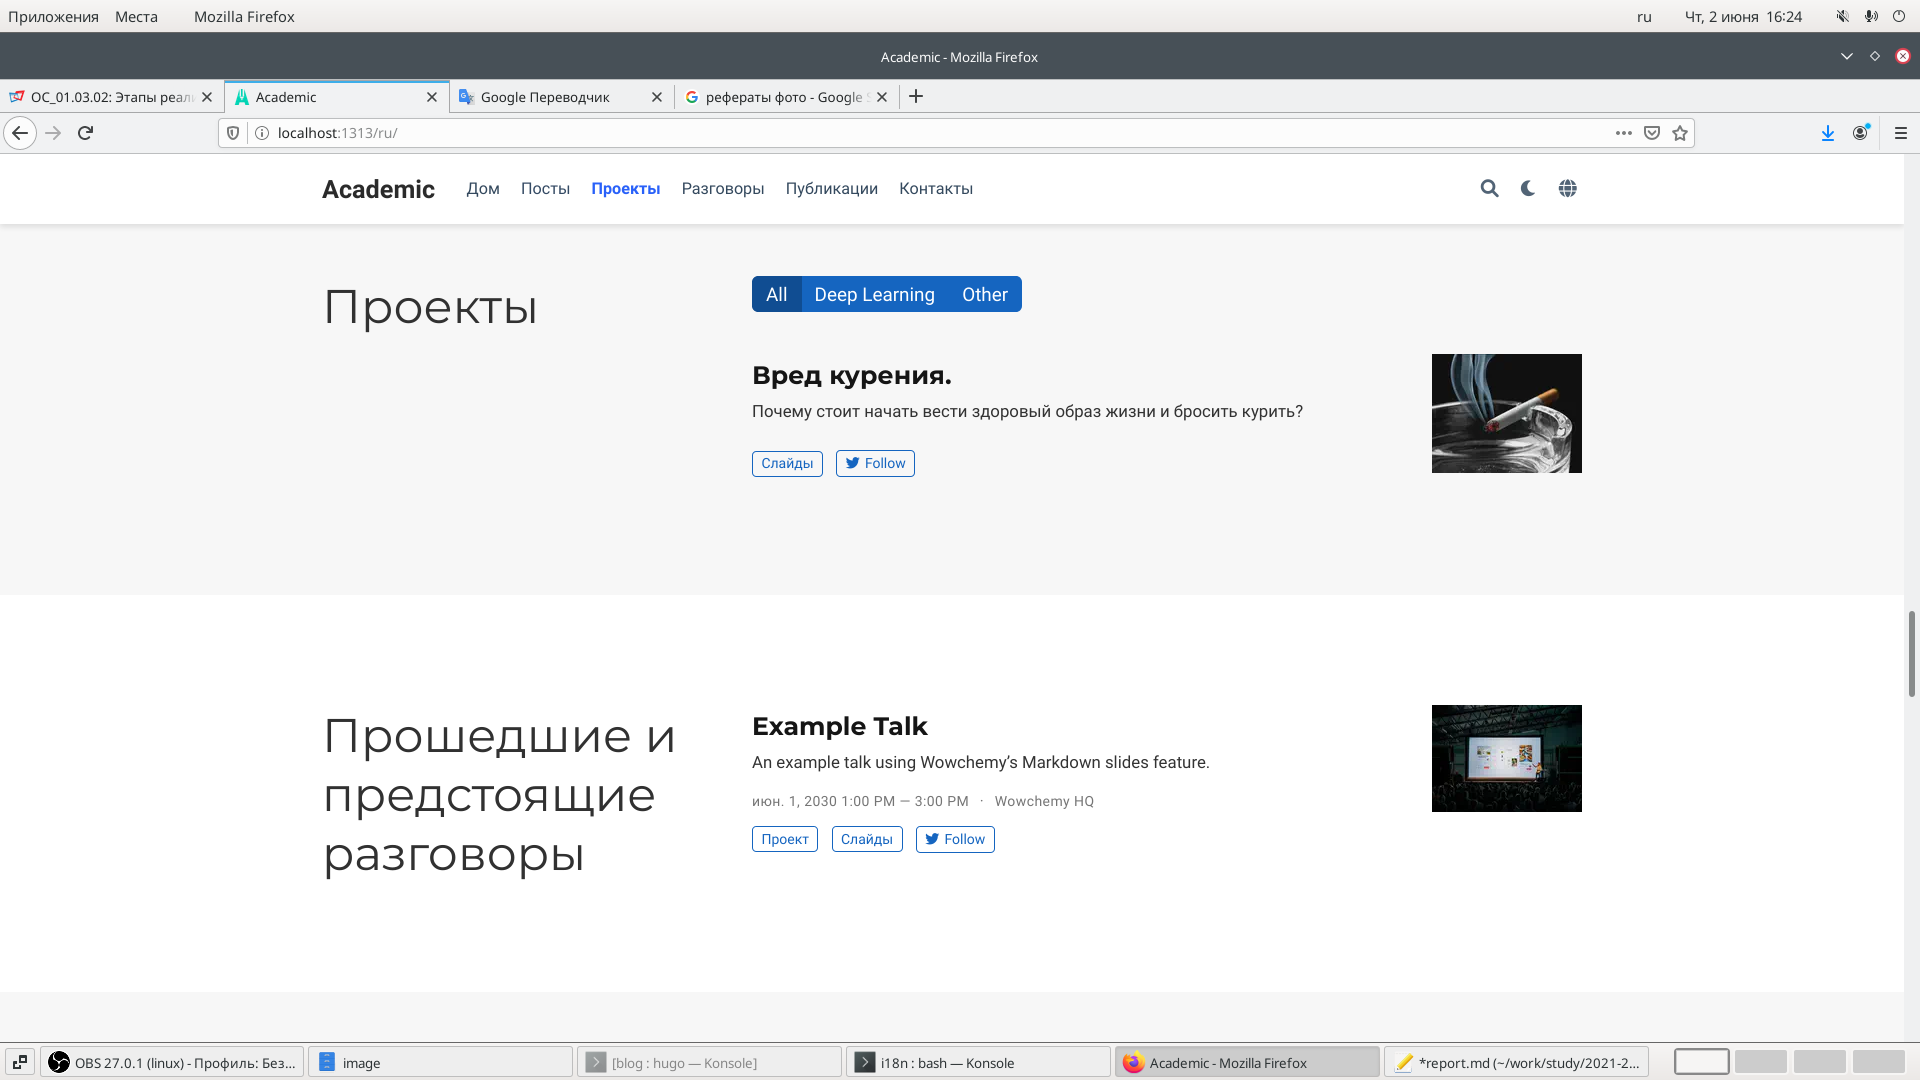 Приложения Места Mozilla Firefox ru Чт, 2 июня 16:24
Academic - Mozilla Firefox
ОС_01.03.02: Этапы реал Academic Google Переводчик рефераты фото - Google S
localhost:1313/ru/
Academic Дом Посты Проекты Разговоры Публикации Контакты
Проекты
All Deep Learning Other
Вред курения.
Почему стоит начать вести здоровый образ жизни и бросить курить?
Слайды Follow
Прошедшие и
предстоящие
разговоры
Example Talk
An example talk using Wowchemy’s Markdown slides feature.
июн. 1, 2030 1:00 PM — 3:00 PM · Wowchemy HQ
Проект Слайды Follow
OBS 27.0.1 (linux) - Профиль: Без... image [blog : hugo — Konsole] i18n : bash — Konsole Academic - Mozilla Firefox *report.md (~/work/study/2021-2...